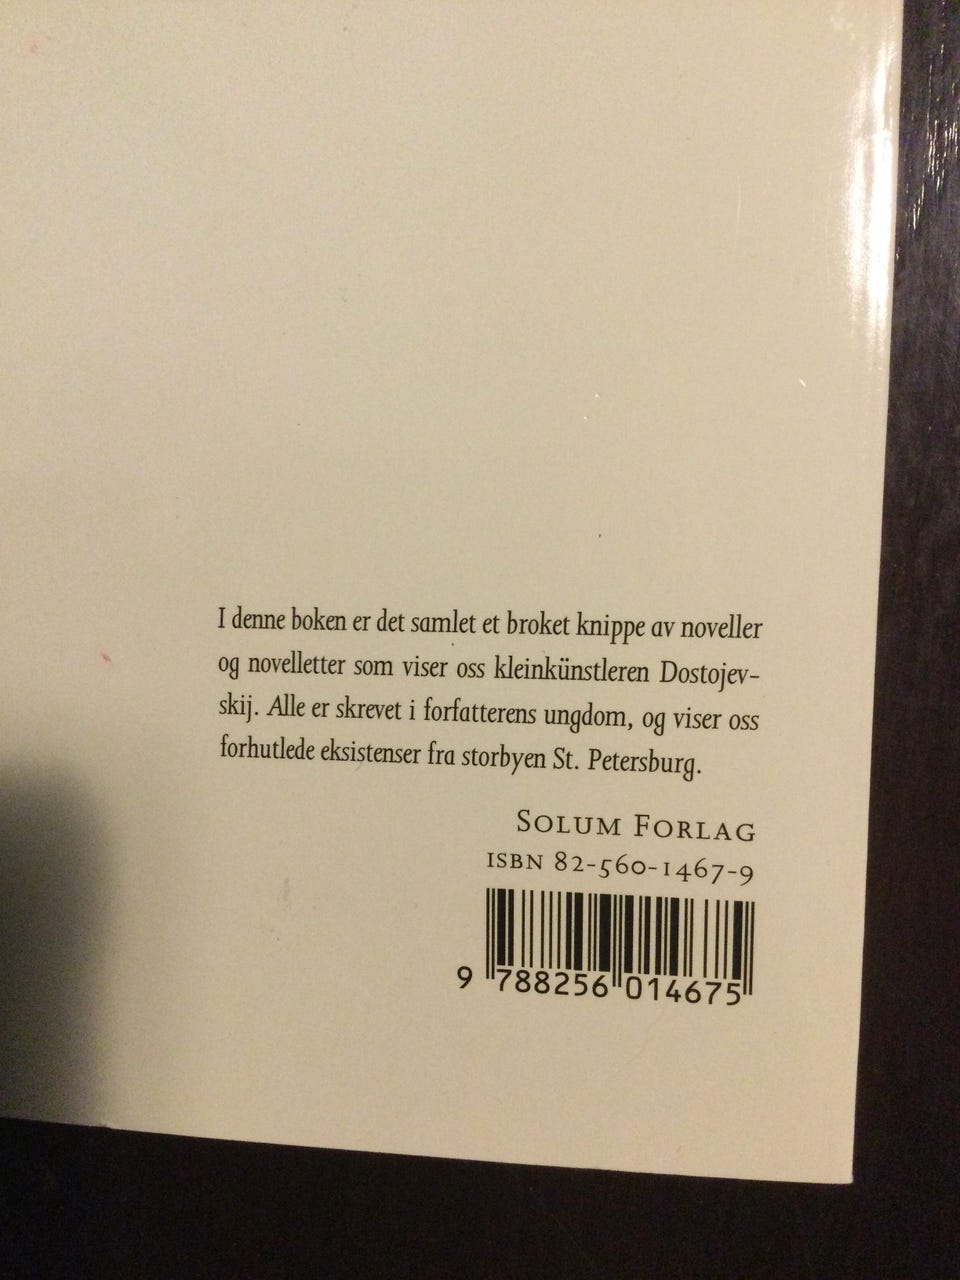 I denne boken er det samlet et broket knippe av noveller
og novelletter som viser oss kleinkünstleren Dostojev-
skij. Alle er skrevet i forfatterens ungdom, og viser oss
forhutlede eksistenser fra storbyen St. Petersburg.
SOLUM FORLAG
ISBN 82-560-1467-9
9 788256 014675